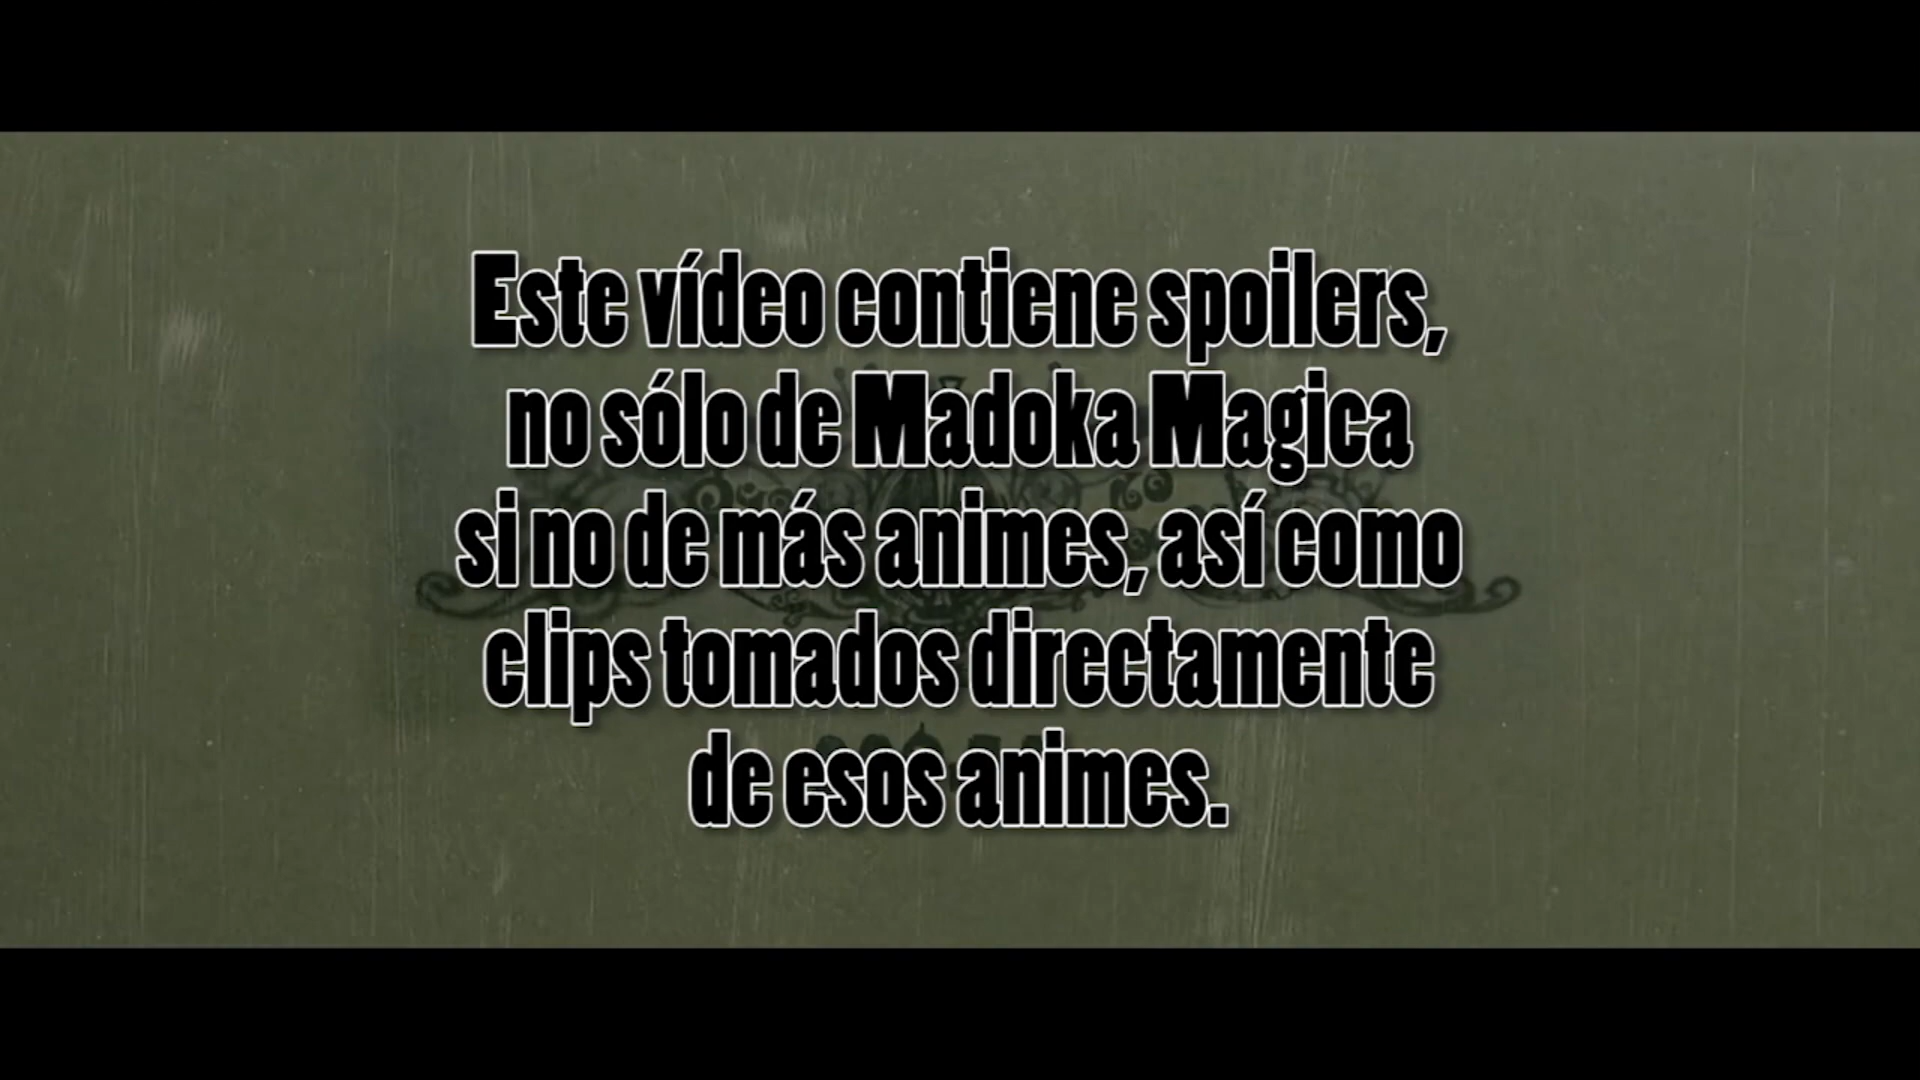 Este vídeo contiene spoilers,
no sólo de Madoka Magica
si no de más animes, así como
clips tomados directamente
de esos animes.